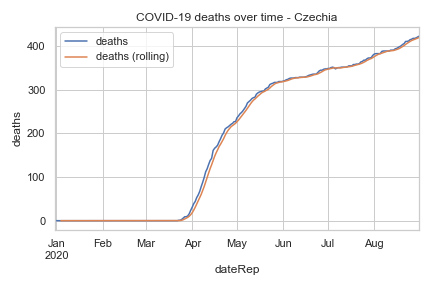 COVID-19 deaths over time - Czechia
deaths
deaths (rolling)
400
300
200
100
0
deaths
Jan Feb Mar Apr May Jun Jul Aug
2020
dateRep